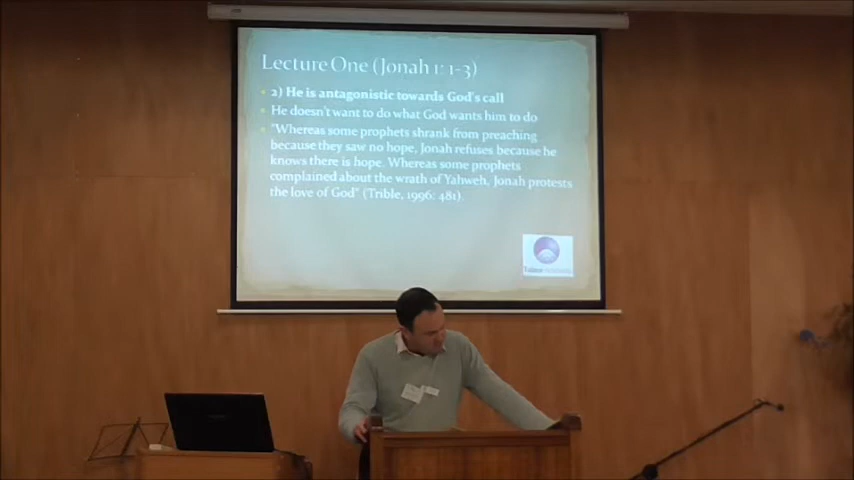 Lecture One (Jonah 1: 1-3)
2) He is antagonistic towards God's call
He doesn't want to do what God wants him to do
"Whereas some prophets shrank from preaching
because they saw no hope, Jonah refuses because he
knows there is hope. Whereas some prophets
complained about the wrath of Yahweh, Jonah protests
the love of God" (Trible, 1996: 481).